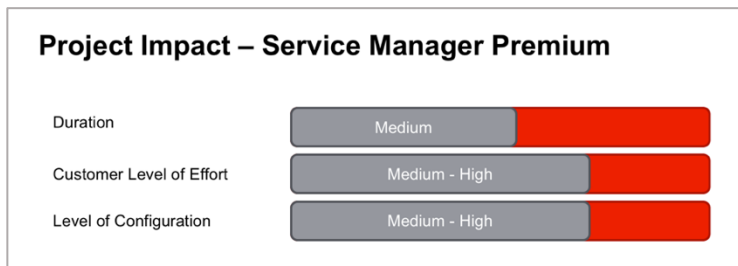 Project Impact – Service Manager Premium
Duration
Medium
Customer Level of Effort
Medium - High
Level of Configuration
Medium - High